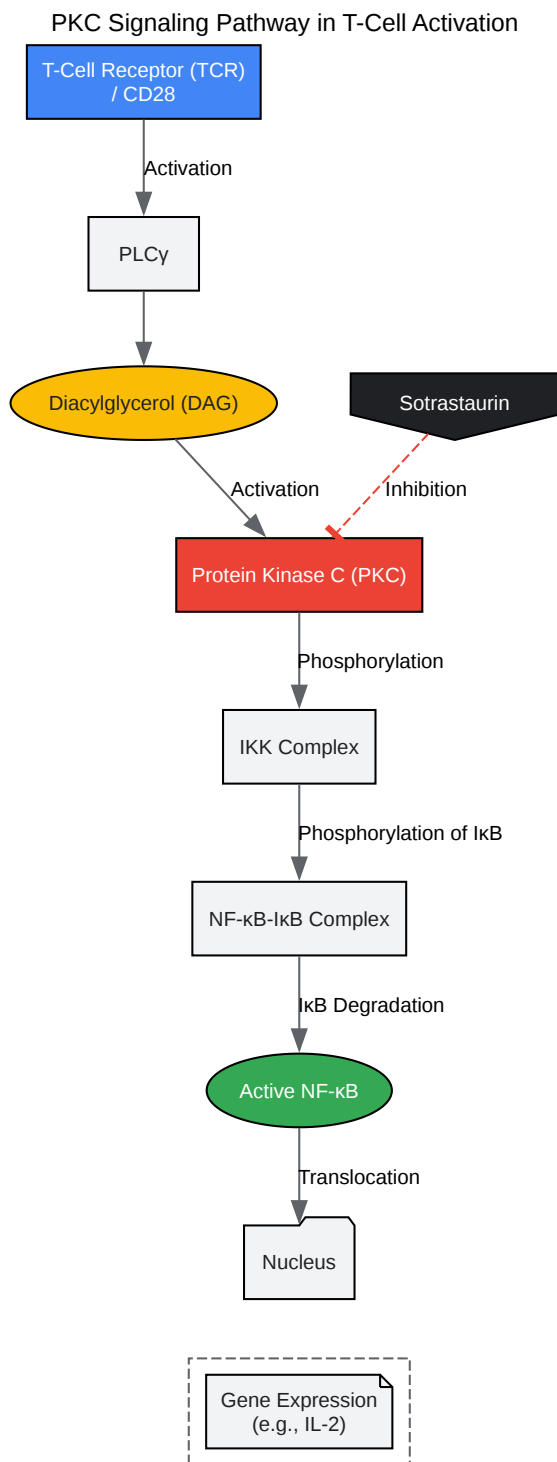 PKC Signaling Pathway in T-Cell Activation
T-Cell Receptor (TCR)
/ CD28
Activation
PLCγ
Diacylglycerol (DAG)
Sotrastaurin
Activation
Inhibition
Protein Kinase C (PKC)
Phosphorylation
IKK Complex
Phosphorylation of IκB
NF-κB-IκB Complex
IκB Degradation
Active NF-κB
Translocation
Nucleus
Gene Expression
(e.g., IL-2)